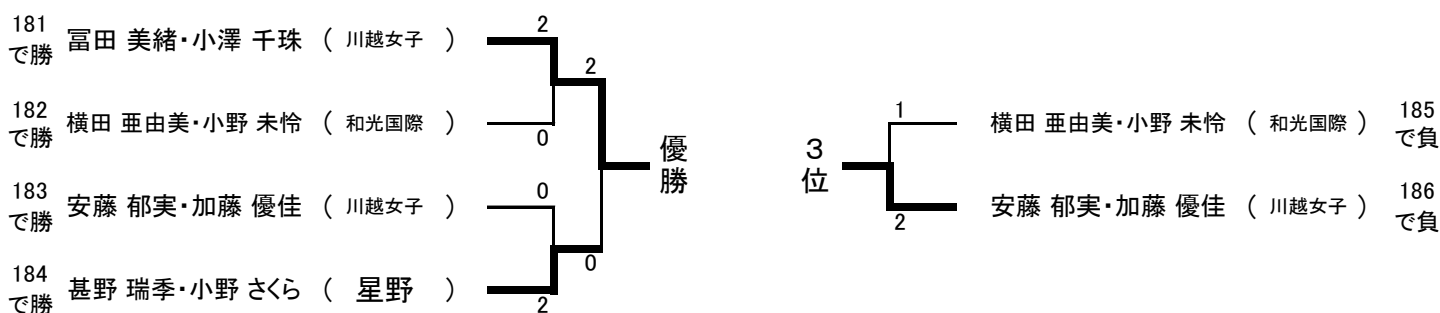 181
で勝 冨田 美緒・小澤 千珠 ( 川越女子 ) 2
2
182
で勝 横田 亜由美・小野 未怜 ( 和光国際 ) 0
優勝
183
で勝 安藤 郁実・加藤 優佳 ( 川越女子 ) 0
0
184
で勝 甚野 瑞季・小野 さくら ( 星野 ) 2
3位
1 横田 亜由美・小野 未怜 ( 和光国際 ) 185
で負
2 安藤 郁実・加藤 優佳 ( 川越女子 ) 186
で負